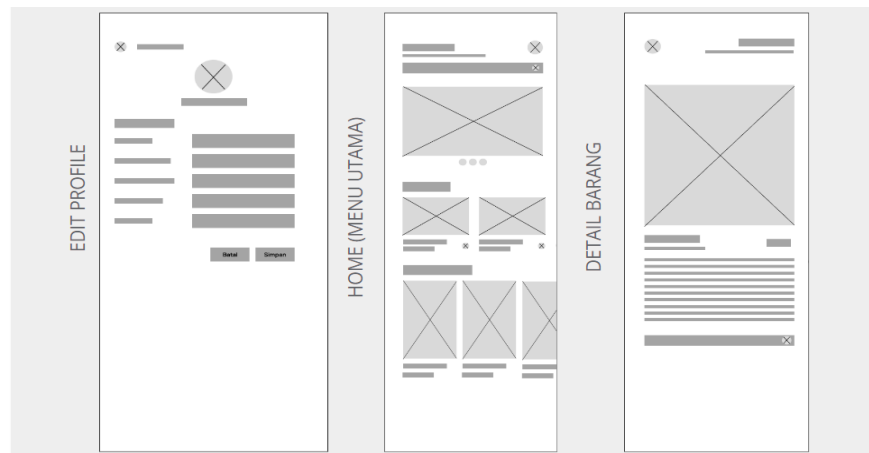 EDIT PROFILE
Batal Simpan
HOME (MENU UTAMA)
DETAIL BARANG